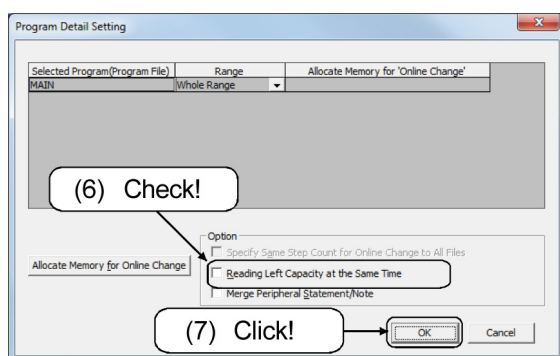 Program Detail Setting
Selected Program(Program File) Range Allocate Memory for 'Online Change'
MAIN Whole Range
(6) Check!
Option
Specify Same Step Count for Online Change to All Files
Allocate Memory for Online Change
Reading Left Capacity at the Same Time
Merge Peripheral Statement/Note
(7) Click!
OK Cancel